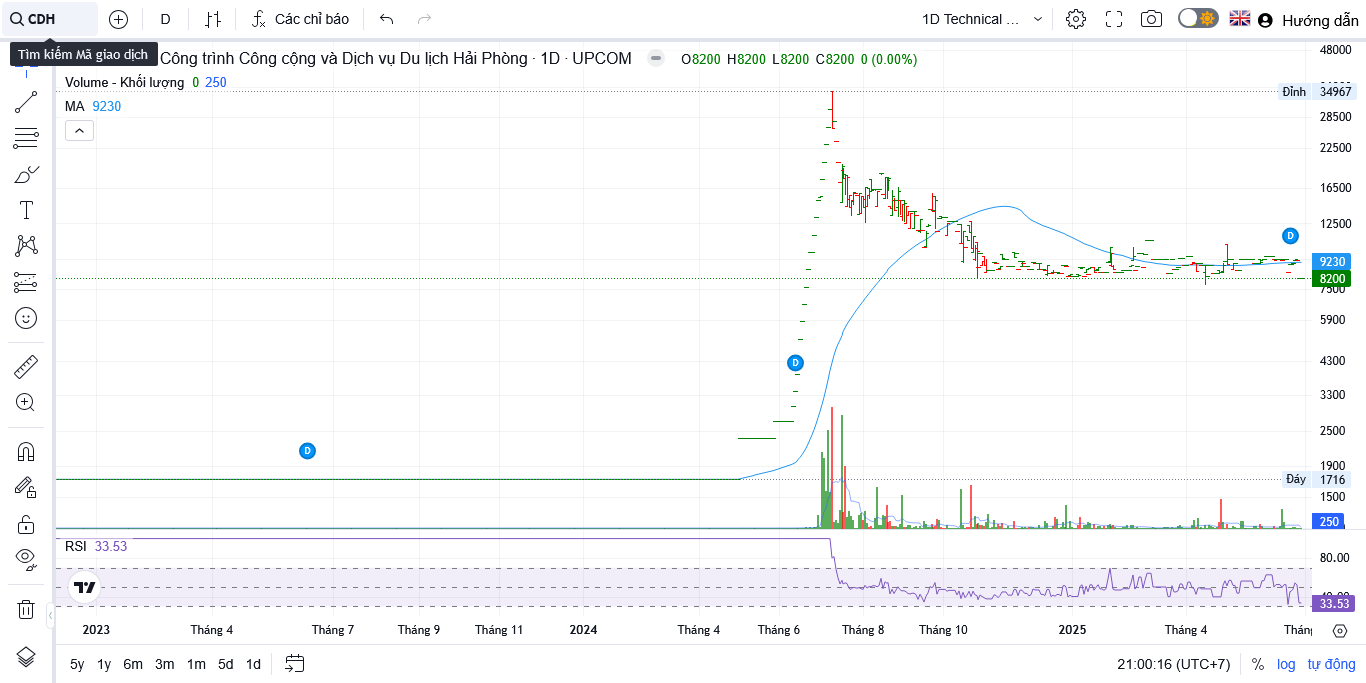 CDH
D
Các chỉ báo
1D Technical ...
Hướng dẫn
Tìm kiếm Mã giao dịch
Công trình Công cộng và Dịch vụ Du lịch Hải Phòng · 1D · UPCOM
O8200 H8200 L8200 C8200 0 (0.00%)
Volume - Khối lượng 0 250
MA 9230
48000
Đỉnh 34967
28500
22500
16500
12500
D
9230
8200
7500
5900
D
4300
3300
2500
D
1900
Đáy 1716
1500
250
RSI 33.53
80.00
33.53
2023 Tháng 4 Tháng 7 Tháng 9 Tháng 11 2024 Tháng 4 Tháng 6 Tháng 8 Tháng 10 2025 Tháng 4 Thán
5y 1y 6m 3m 1m 5d 1d
21:00:16 (UTC+7) % log tự động